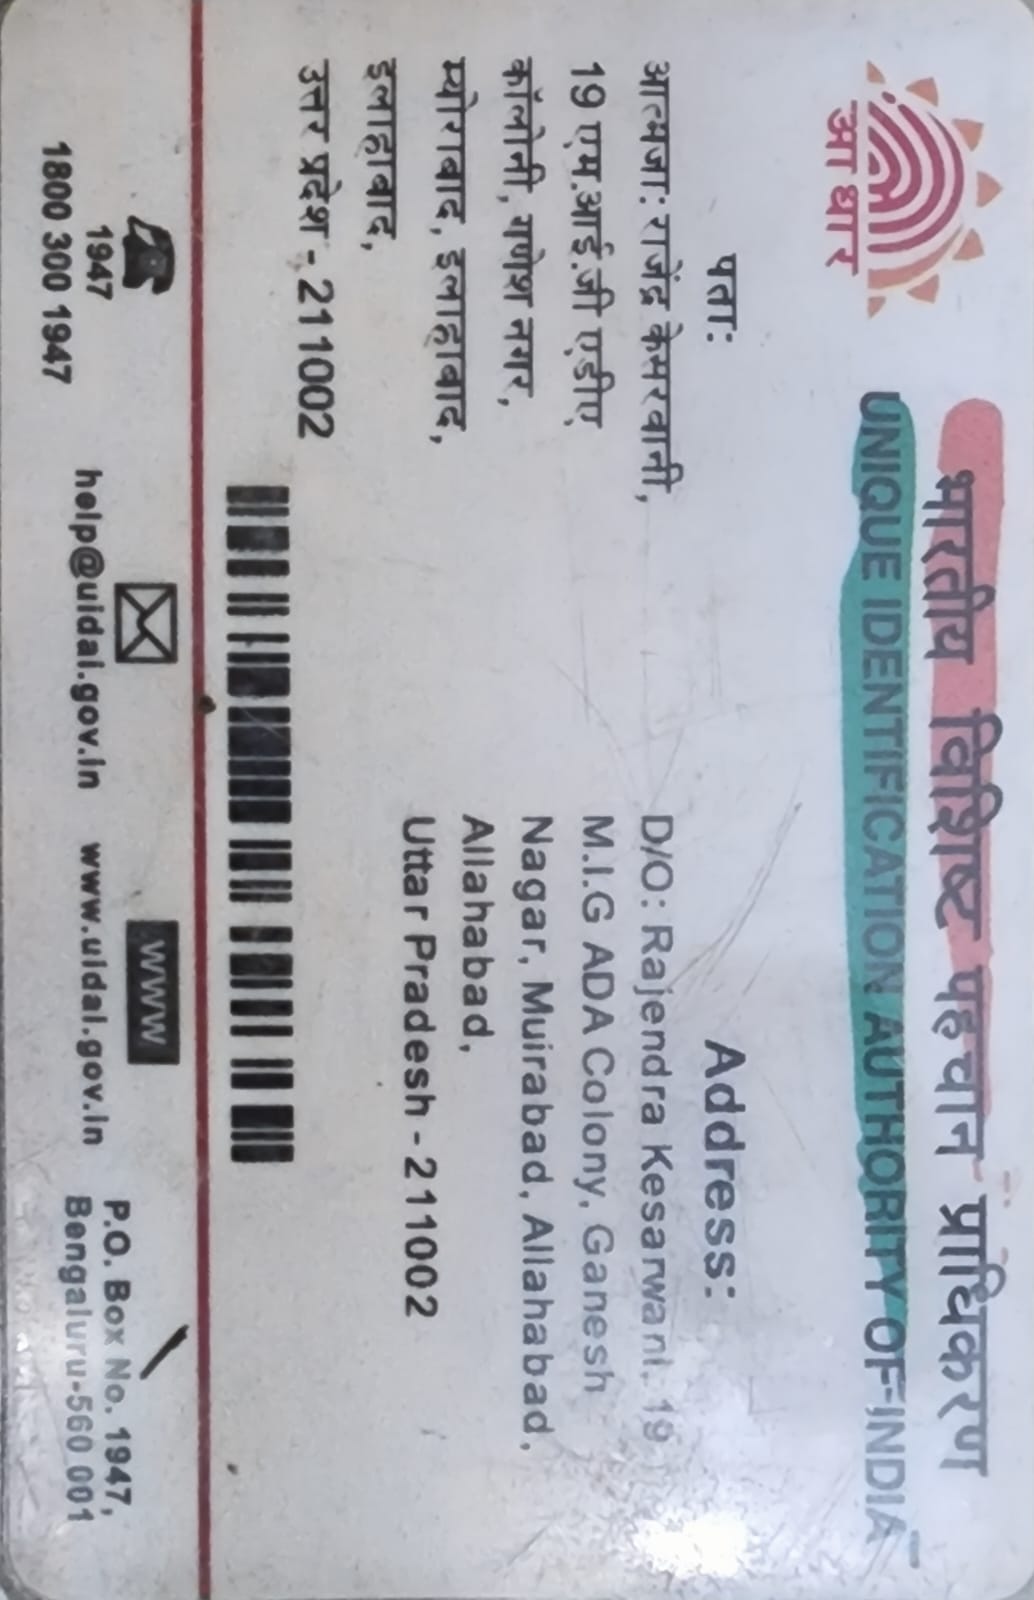 भारतीय विशिष्ट पहचान प्राधिकरण
UNIQUE IDENTIFICATION AUTHORITY OF INDIA
आधार
पता:
आत्मजा: राजेंद्र केसरवानी,
19 एम.आई.जी एडीए
कॉलोनी, गणेश नगर,
म्योराबाद, इलाहाबाद,
इलाहाबाद,
उत्तर प्रदेश - 211002
Address:
D/O: Rajendra Kesarwani, 19
M.I.G ADA Colony, Ganesh
Nagar, Muirabad, Allahabad,
Allahabad,
Uttar Pradesh - 211002
1947
1800 300 1947
help@uidai.gov.in
www
www.uidai.gov.in
P.O. Box No. 1947,
Bengaluru-560 001